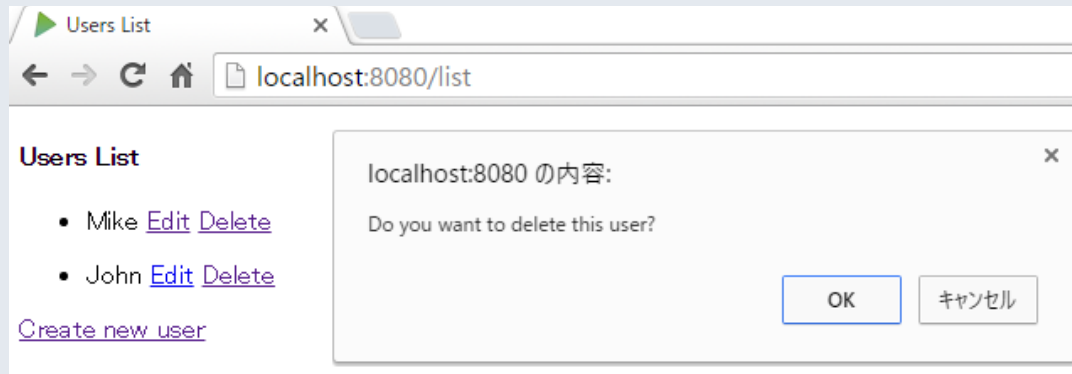 Users List
localhost:8080/list
Users List
Mike Edit Delete
John Edit Delete
Create new user
localhost:8080 の内容:
Do you want to delete this user?
OK キャンセル